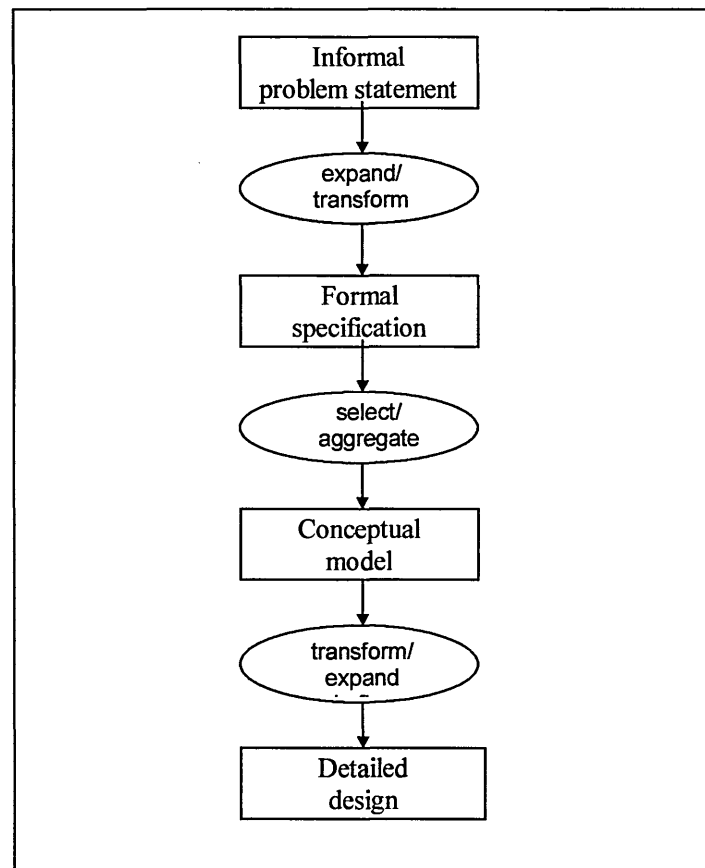 Informal
problem statement
expand/
transform
Formal
specification
select/
aggregate
Conceptual
model
transform/
expand
Detailed
design